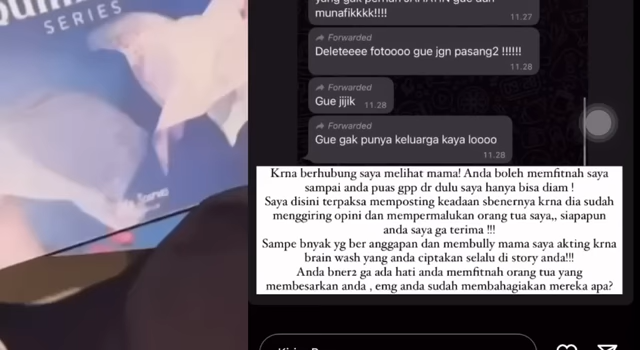 SERIES
munafikkkk!!!!
11.27
Forwarded
Deleteeee fotoooo gue jgn pasang2 !!!!!!
11.28
Forwarded
Gue jijik
11.28
Forwarded
Gue gak punya keluarga kaya loooo
11.28
Krna berhubung saya melihat mama! Anda boleh memfitnah saya
sampai anda puas gpp dr dulu saya hanya bisa diam !
Saya disini terpaksa memposting keadaan sbenernya krna dia sudah
menggiring opini dan mempermalukan orang tua saya,, siapapun
anda saya ga terima !!!
Sampe bnyak yg ber anggapan dan membully mama saya akting krna
brain wash yang anda ciptakan selalu di story anda!!!
Anda bner2 ga ada hati anda memfitnah orang tua yang
membesarkan anda , emg anda sudah membahagiakan mereka apa?